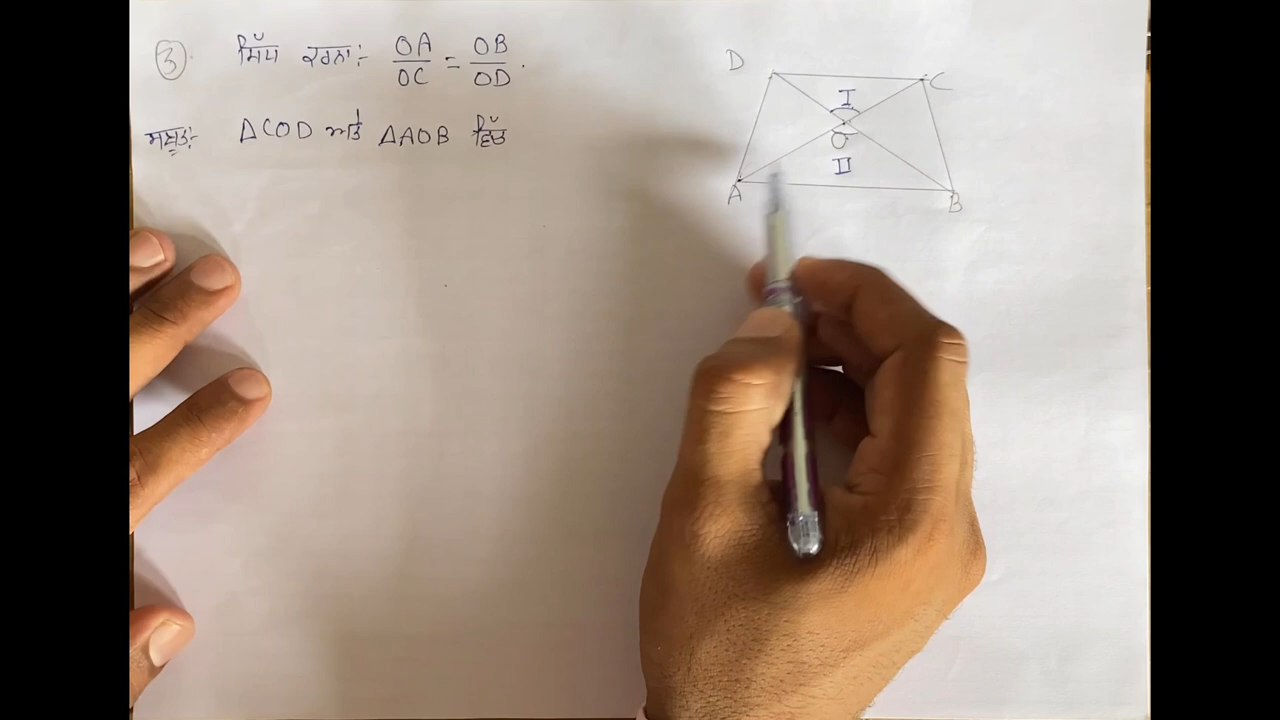 ③. ਸਿੱਧ ਕਰਨਾ:- OA/OC = OB/OD.
ਸਬੂਤ:- ΔCOD ਅਤੇ ΔAOB ਵਿੱਚ
D C
I
O
II
A B